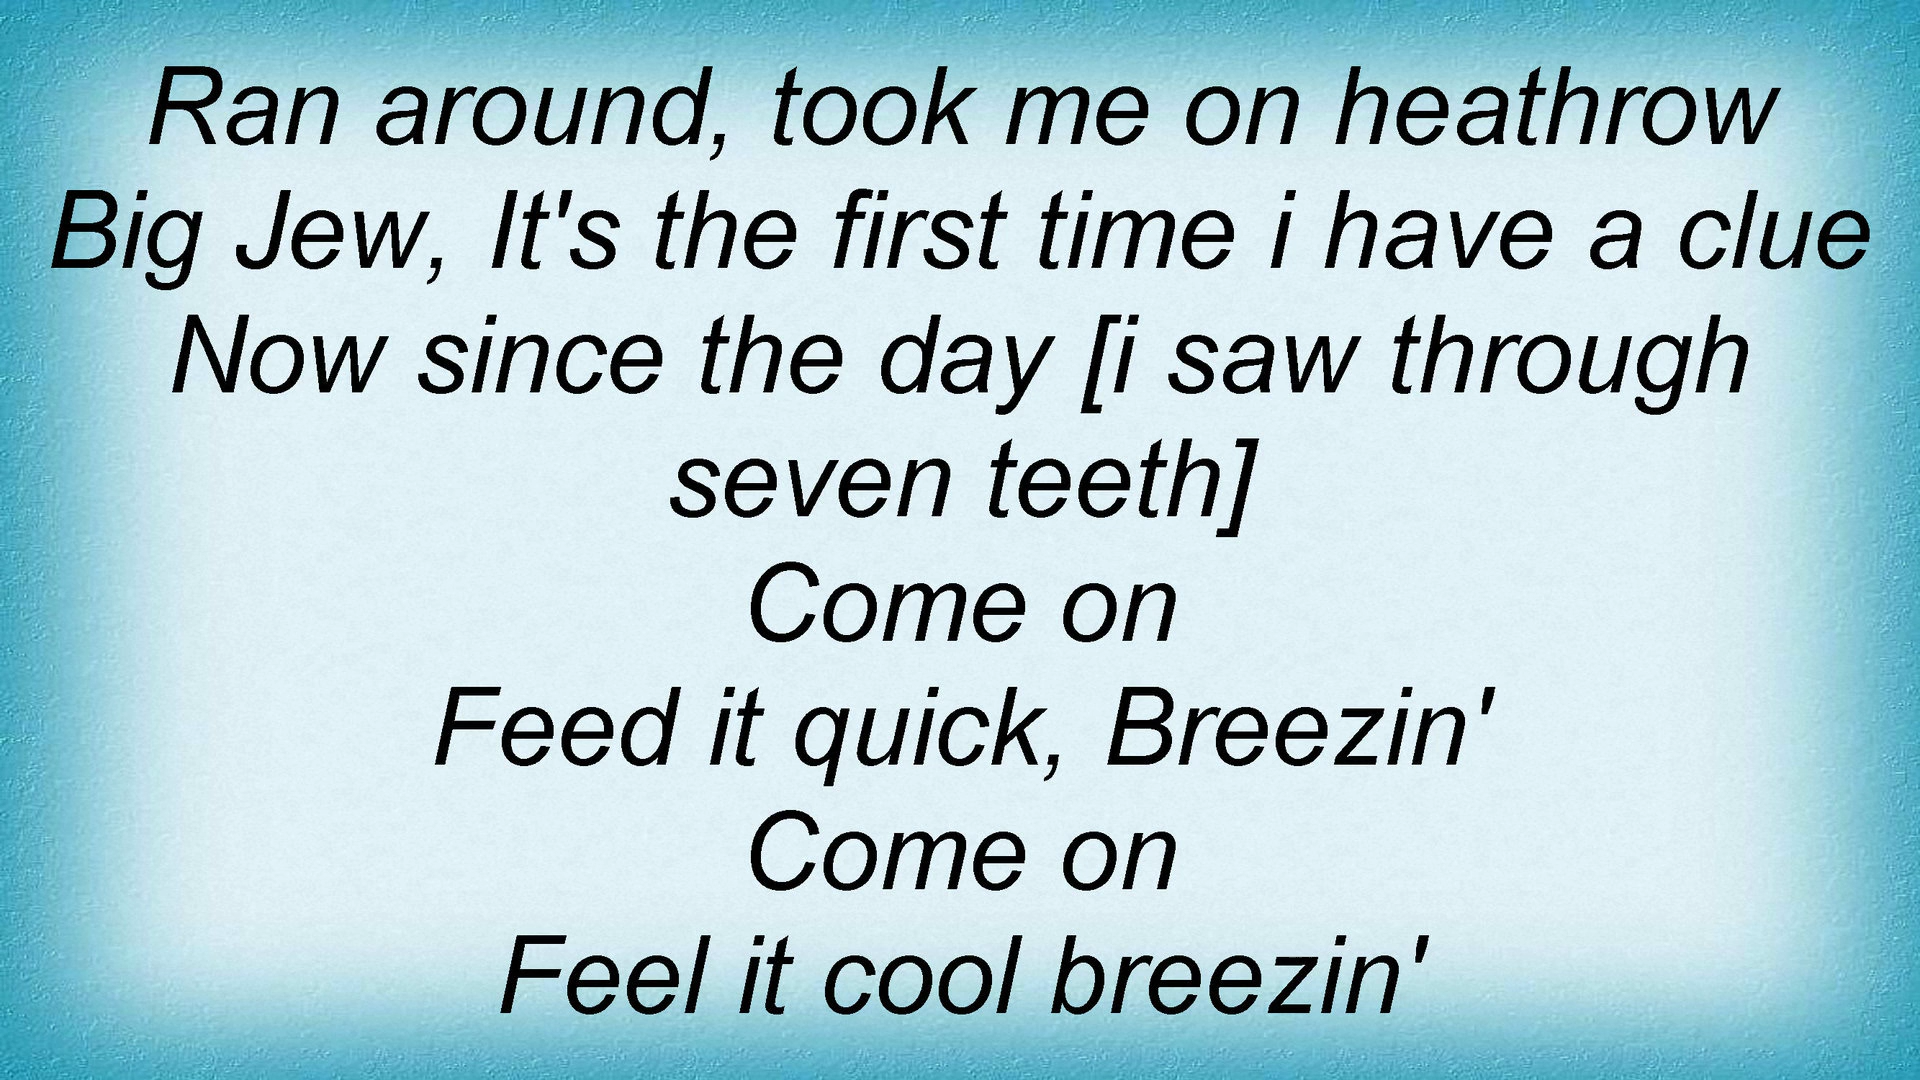 Ran around, took me on heathrow
Big Jew, It's the first time i have a clue
Now since the day [i saw through
seven teeth]
Come on
Feed it quick, Breezin'
Come on
Feel it cool breezin'